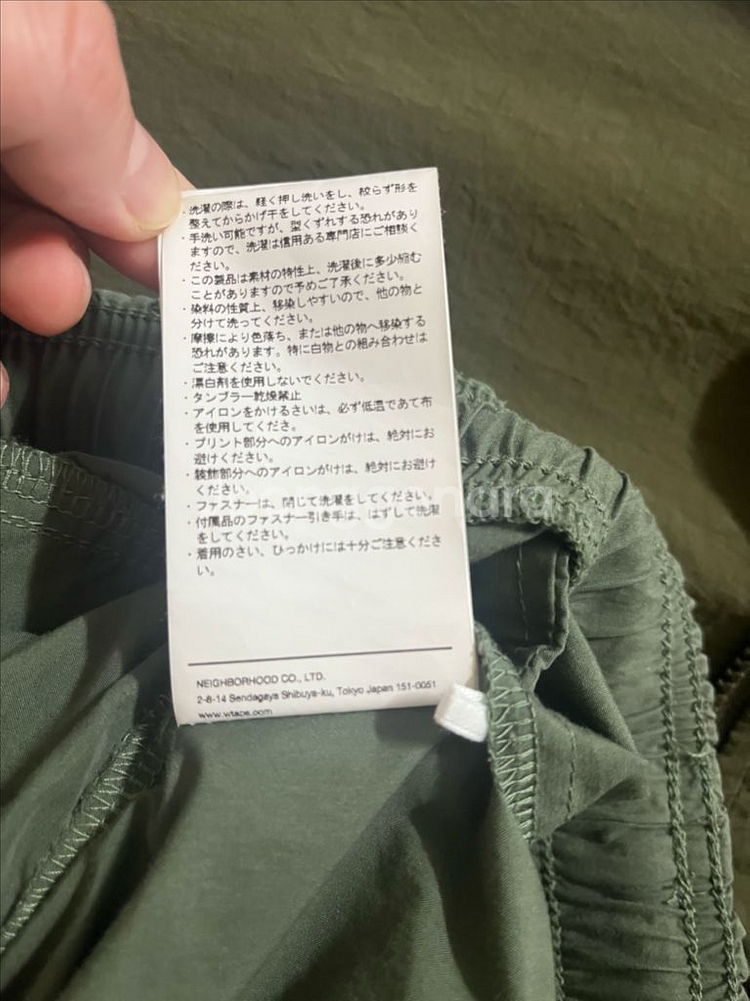 ・洗濯の際は、軽く押し洗いをし、絞らず形を
整えてからかげ干をしてください。
・手洗い可能ですが、型くずれする恐れがあり
ますので、洗濯は信用ある専門店にご相談く
ださい。
・この製品は素材の特性上、洗濯後に多少縮む
ことがありますので予めご了承ください。
・染料の性質上、移染しやすいので、他の物と
分けて洗ってください。
・摩擦により色落ち、または他の物へ移染する
恐れがあります。特に白物との組み合わせは
ご注意ください。
・漂白剤を使用しないでください。
・タンブラー乾燥禁止
・アイロンをかけるさいは、必ず低温であて布
を使用してくださ。
・プリント部分へのアイロンがけは、絶対にお
避けください。
・装飾部分へのアイロンがけは、絶対にお避け
ください。
・ファスナーは、閉じて洗濯をしてください。
・付属品のファスナー引き手は、はずして洗濯
をしてください。
・着用のさい、ひっかけには十分ご注意くださ
い。
NEIGHBORHOOD CO., LTD.
2-8-14 Sendagaya Shibuya-ku, Tokyo Japan 151-0051
www.wtaps.com